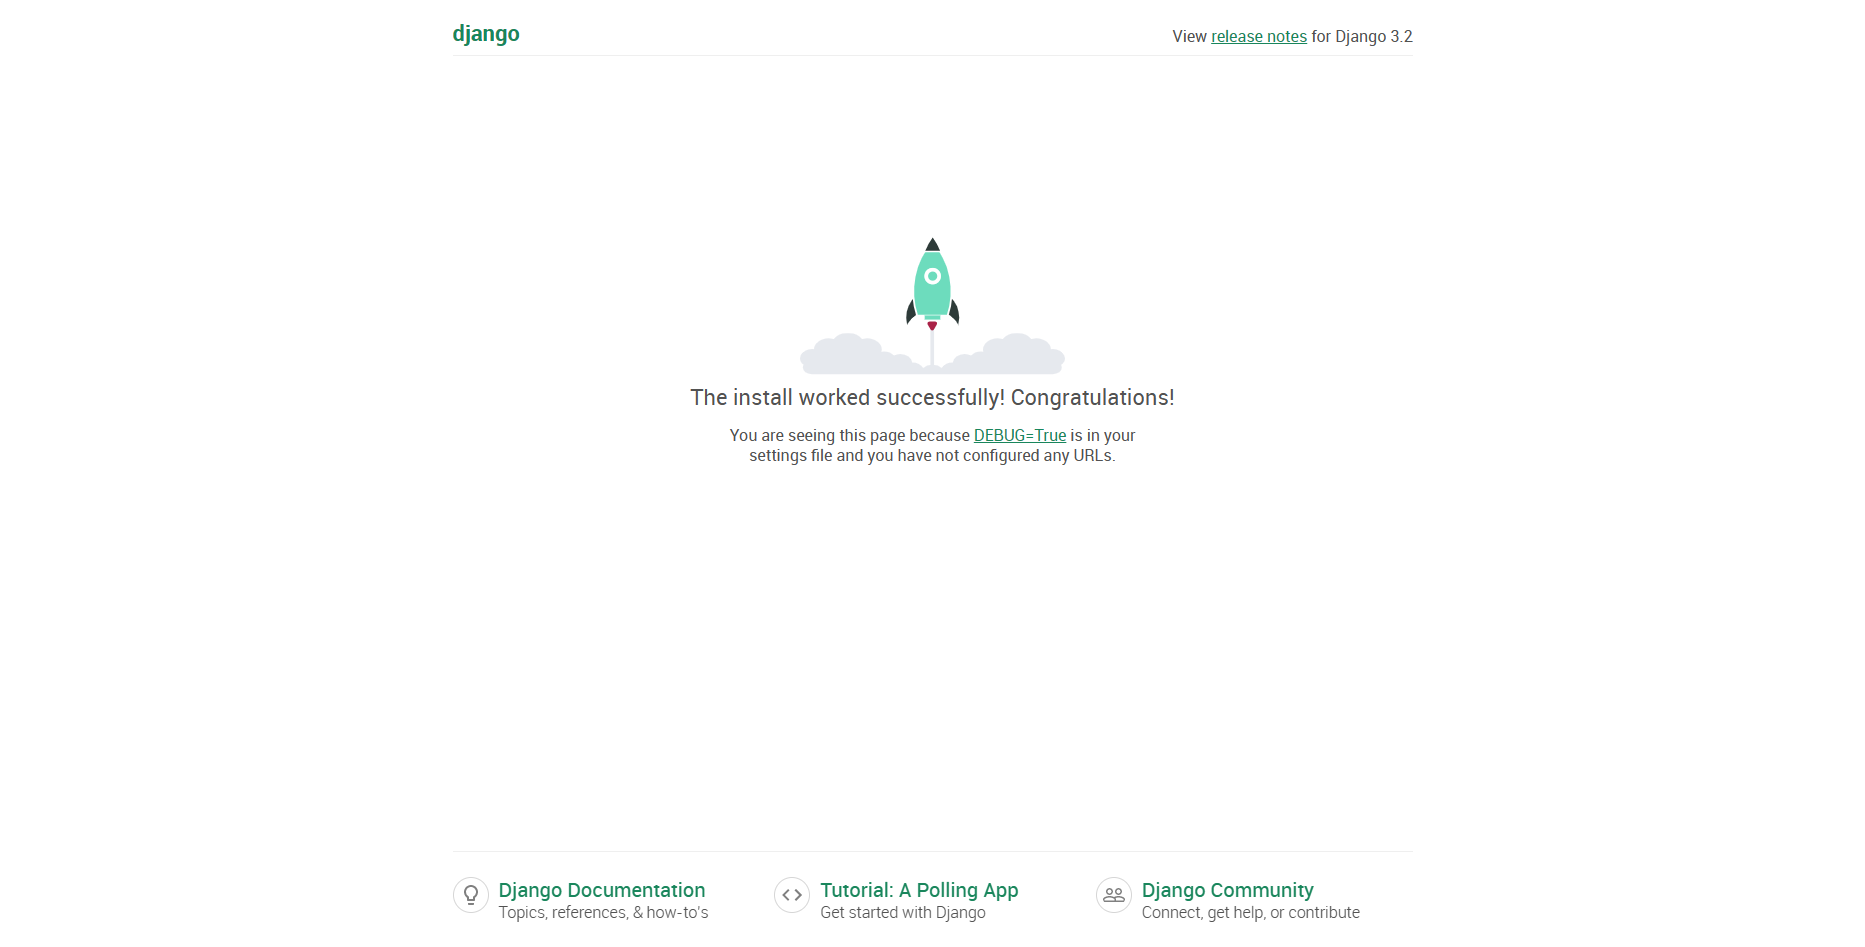 django
View release notes for Django 3.2
The install worked successfully! Congratulations!
You are seeing this page because DEBUG=True is in your
settings file and you have not configured any URLs.
Django Documentation
Topics, references, & how-to's
Tutorial: A Polling App
Get started with Django
Django Community
Connect, get help, or contribute